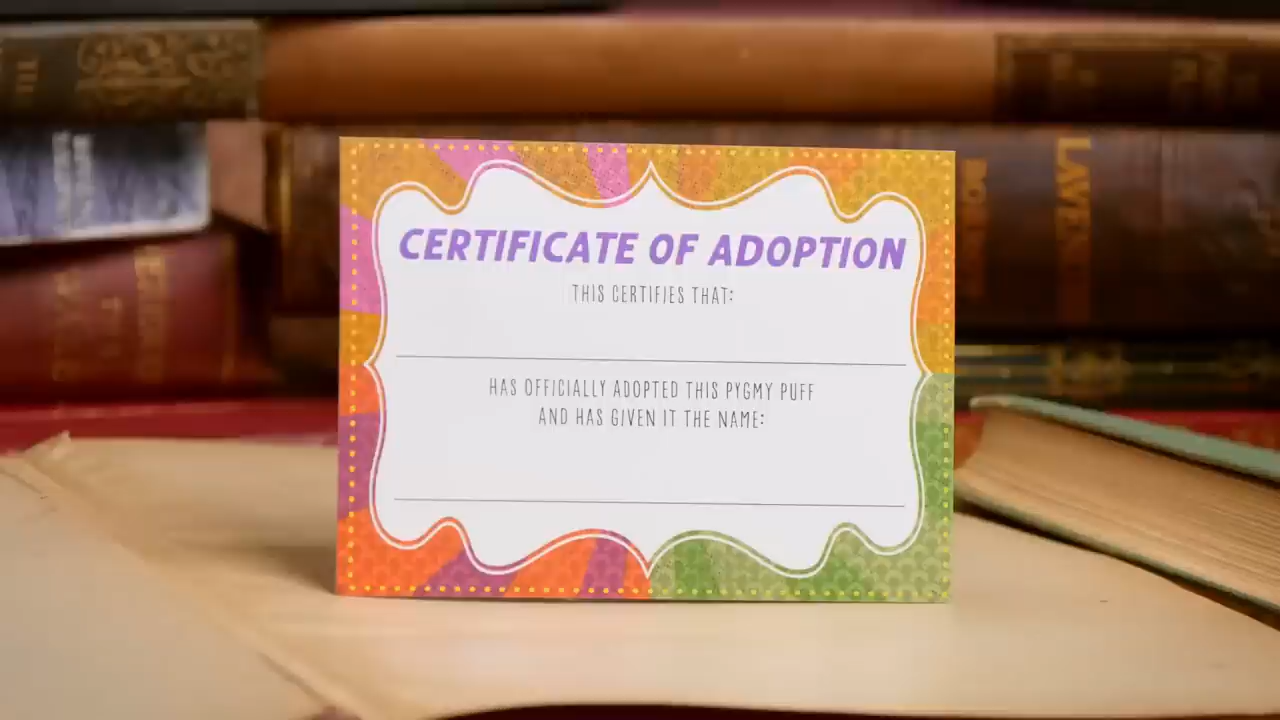 CERTIFICATE OF ADOPTION
THIS CERTIFIES THAT:
HAS OFFICIALLY ADOPTED THIS PYGMY PUFF
AND HAS GIVEN IT THE NAME: